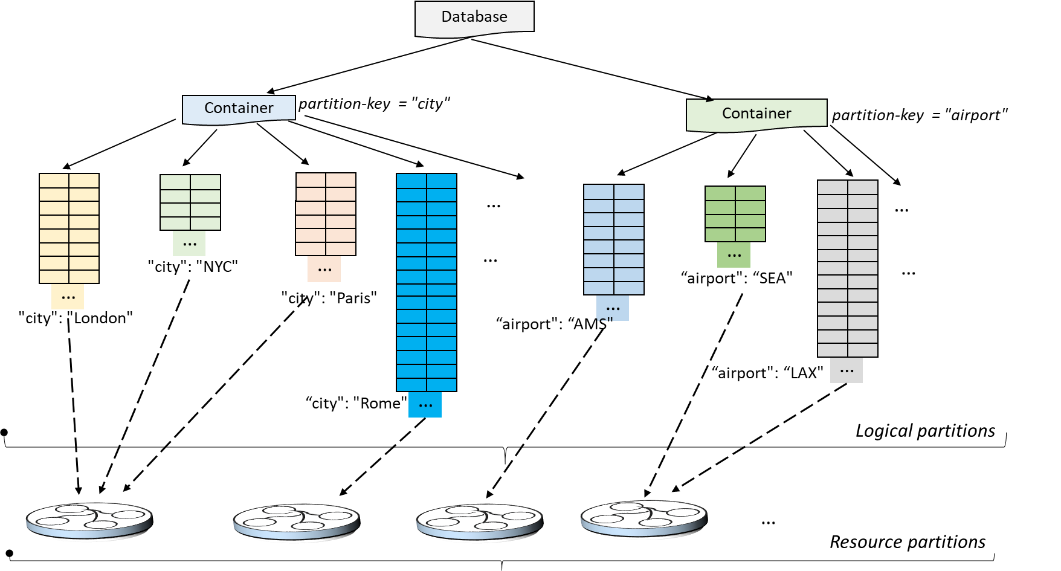 Database
Container
partition-key = "city"
Container
partition-key = "airport"
...
...
...
...
...
"city": "NYC"
...
"city": "Paris"
...
“airport": “SEA"
...
"city": "London"
...
“airport": “AMS"
...
“airport": “LAX"
“city": "Rome"
...
Logical partitions
...
Resource partitions